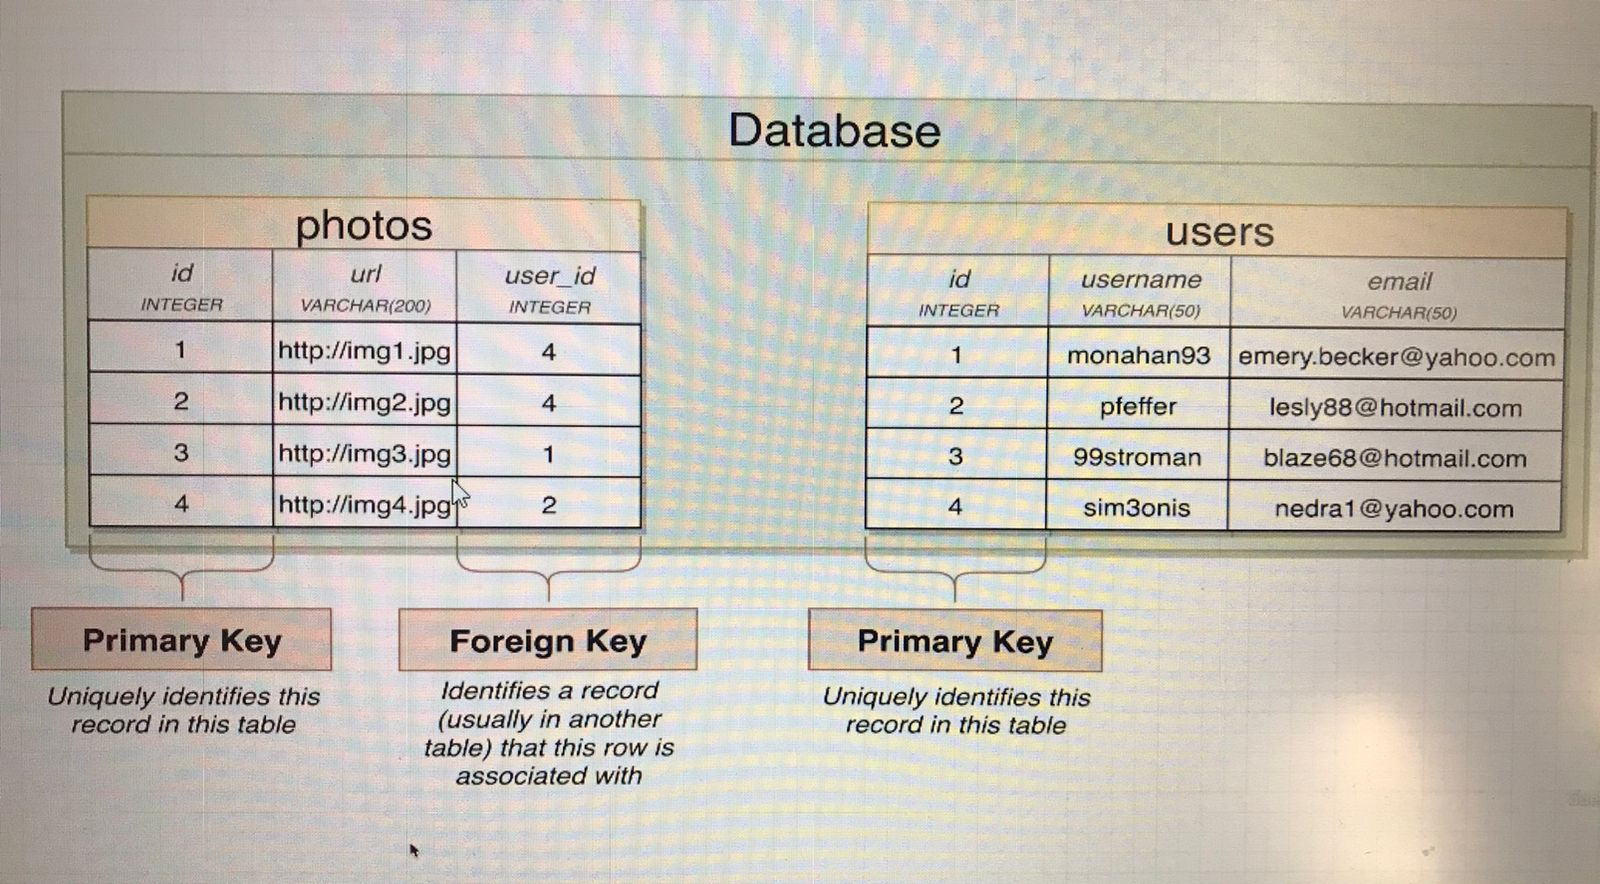 Database
photos
id url user_id
INTEGER VARCHAR(200) INTEGER
1 http://img1.jpg 4
2 http://img2.jpg 4
3 http://img3.jpg 1
4 http://img4.jpg 2
users
id username email
INTEGER VARCHAR(50) VARCHAR(50)
1 monahan93 emery.becker@yahoo.com
2 pfeffer lesly88@hotmail.com
3 99stroman blaze68@hotmail.com
4 sim3onis nedra1@yahoo.com
Primary Key
Uniquely identifies this
record in this table
Foreign Key
Identifies a record
(usually in another
table) that this row is
associated with
Primary Key
Uniquely identifies this
record in this table